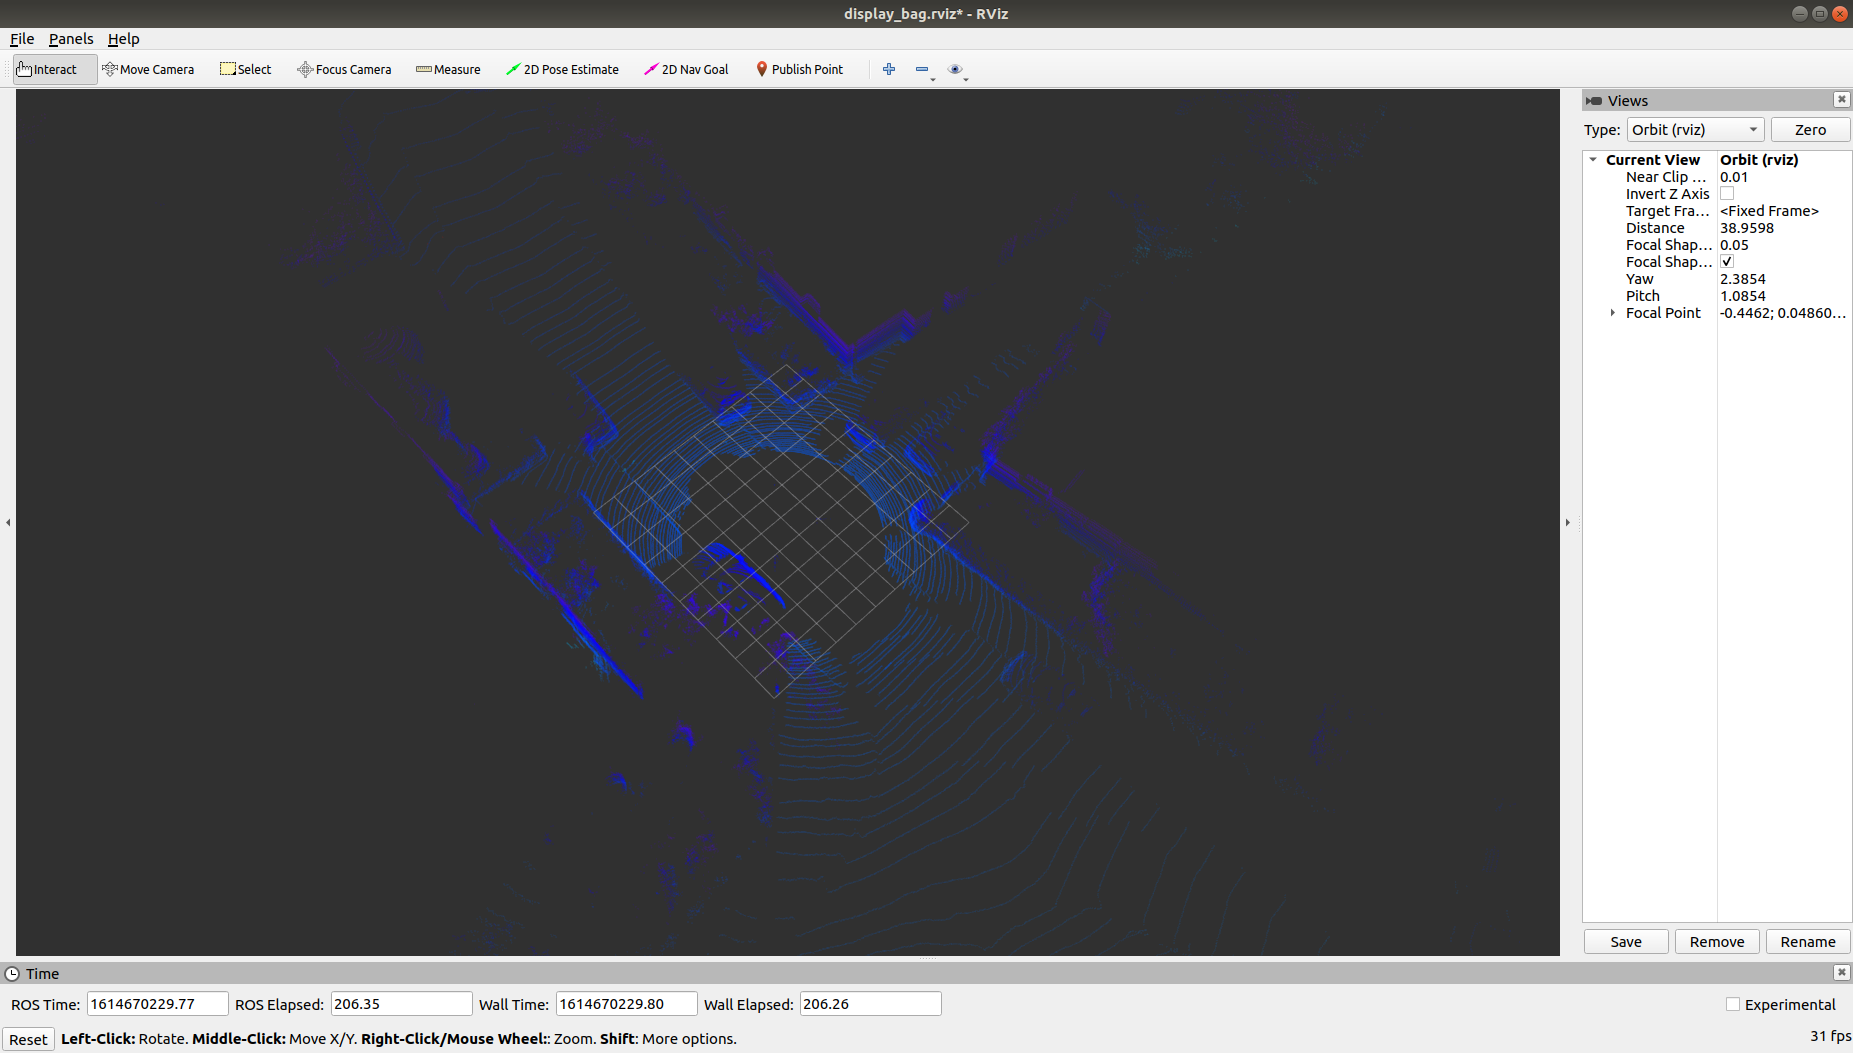 display_bag.rviz* - RViz
File Panels Help
Interact Move Camera Select Focus Camera Measure 2D Pose Estimate 2D Nav Goal Publish Point
Views
Type: Orbit (rviz) Zero
Current View Orbit (rviz)
Near Clip ... 0.01
Invert Z Axis
Target Fra... <Fixed Frame>
Distance 38.9598
Focal Shap... 0.05
Focal Shap...
Yaw 2.3854
Pitch 1.0854
Focal Point -0.4462; 0.04860...
Save Remove Rename
Time
ROS Time: 1614670229.77 ROS Elapsed: 206.35 Wall Time: 1614670229.80 Wall Elapsed: 206.26 Experimental
Reset Left-Click: Rotate. Middle-Click: Move X/Y. Right-Click/Mouse Wheel:: Zoom. Shift: More options. 31 fps